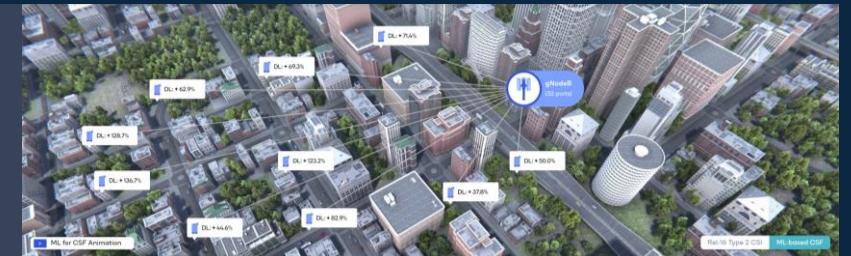 DL: + 71.4%
DL: + 69.3%
DL: + 62.9%
gNodeB
(32 ports)
DL: + 128.7%
DL: + 123.2%
DL: + 50.0%
DL: + 136.7%
DL: + 37.8%
DL: + 82.9%
DL: + 44.6%
ML for CSF Animation
Rel-16 Type 2 CSI
ML-based CSF